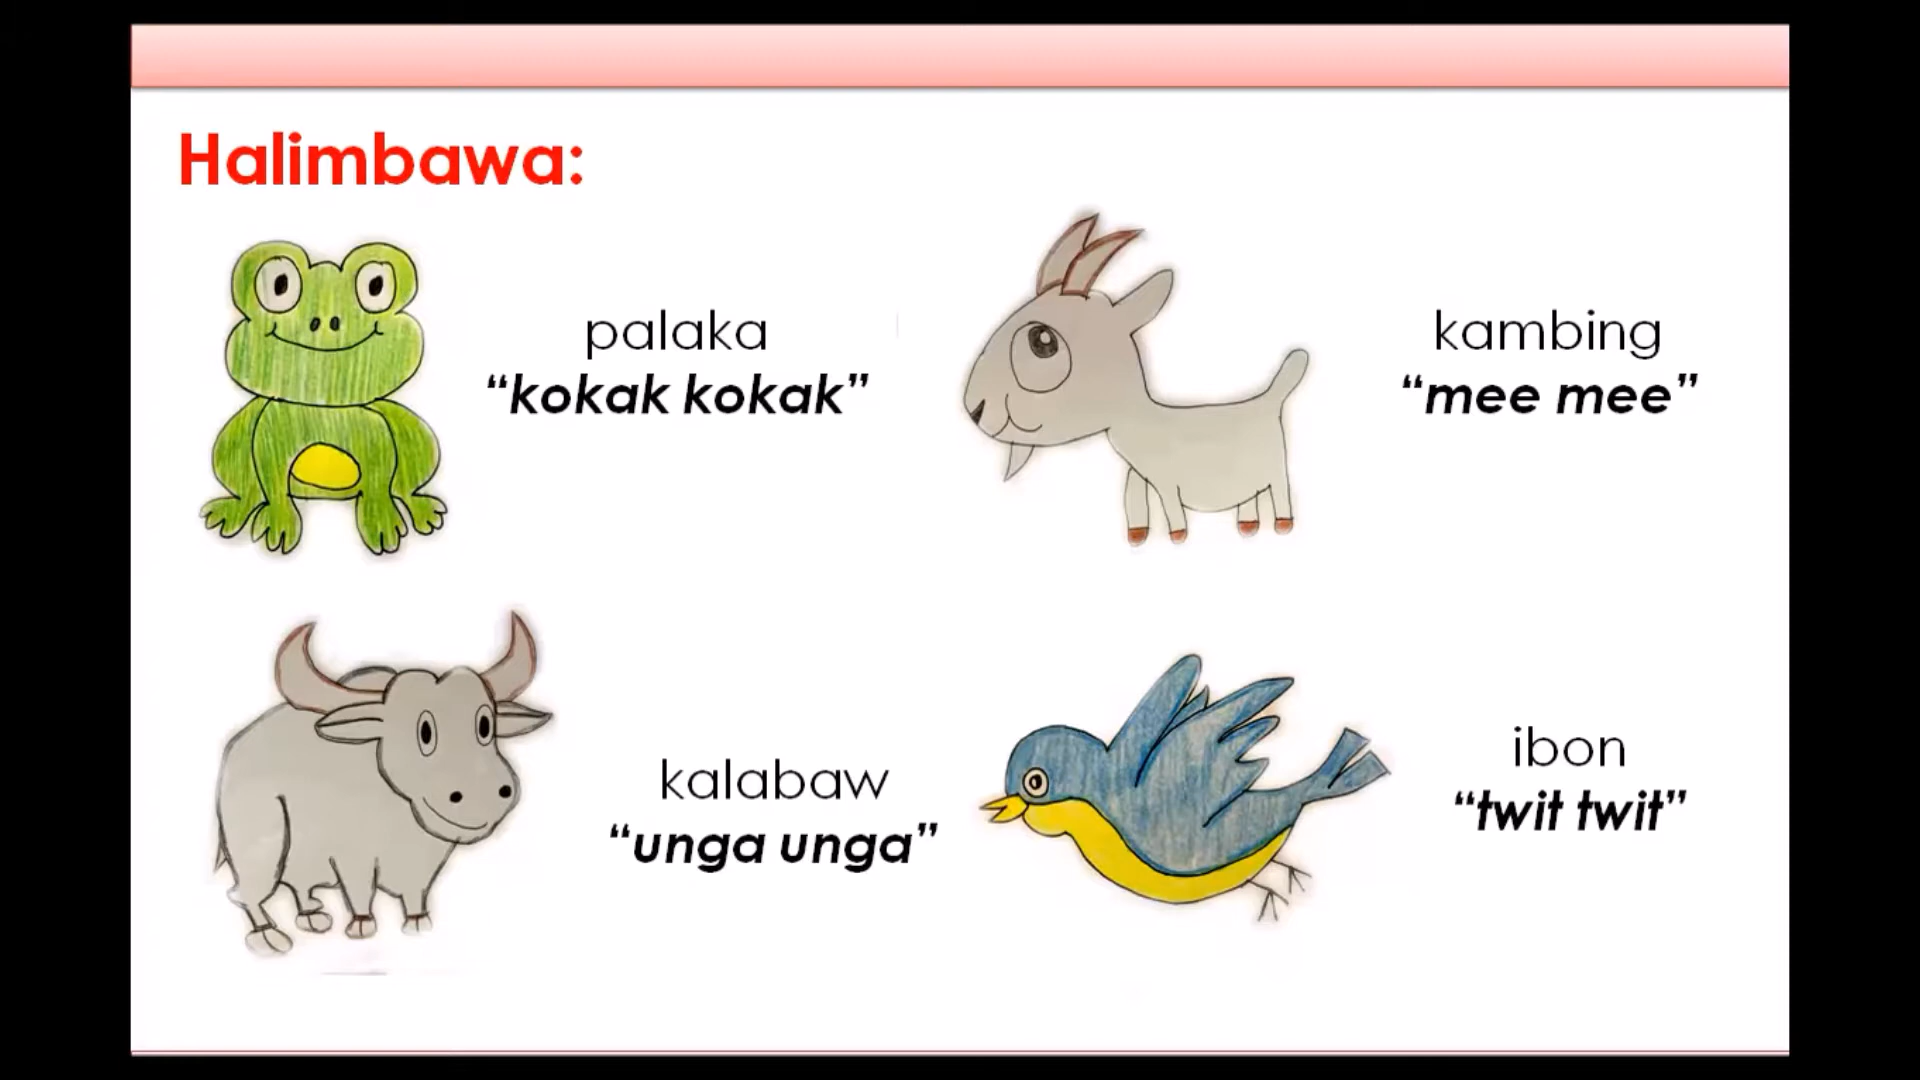 Halimbawa:
palaka
“kokak kokak”
kambing
“mee mee”
kalabaw
“unga unga”
ibon
“twit twit”